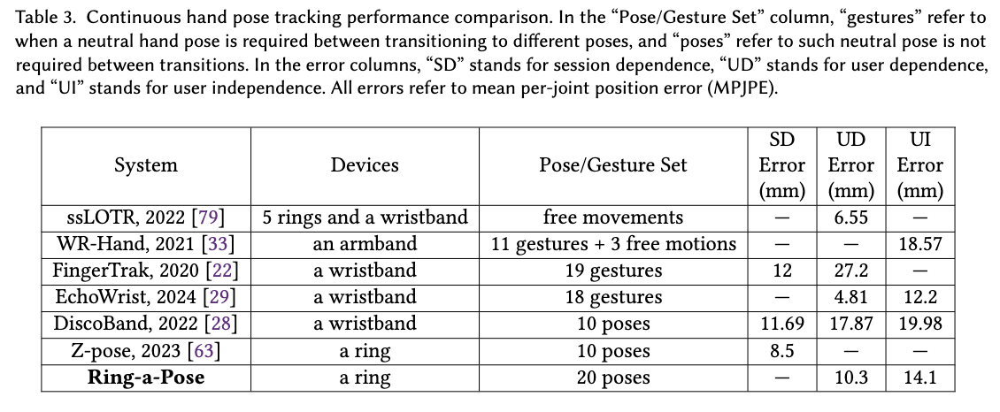 Table 3. Continuous hand pose tracking performance comparison. In the “Pose/Gesture Set” column, “gestures” refer to
when a neutral hand pose is required between transitioning to different poses, and “poses” refer to such neutral pose is not
required between transitions. In the error columns, “SD” stands for session dependence, “UD” stands for user dependence,
and “UI” stands for user independence. All errors refer to mean per-joint position error (MPJPE).
System Devices Pose/Gesture Set SD Error (mm) UD Error (mm) UI Error (mm)
ssLOTR, 2022 [79] 5 rings and a wristband free movements — 6.55 —
WR-Hand, 2021 [33] an armband 11 gestures + 3 free motions — — 18.57
FingerTrak, 2020 [22] a wristband 19 gestures 12 27.2 —
EchoWrist, 2024 [29] a wristband 18 gestures — 4.81 12.2
DiscoBand, 2022 [28] a wristband 10 poses 11.69 17.87 19.98
Z-pose, 2023 [63] a ring 10 poses 8.5 — —
Ring-a-Pose a ring 20 poses — 10.3 14.1